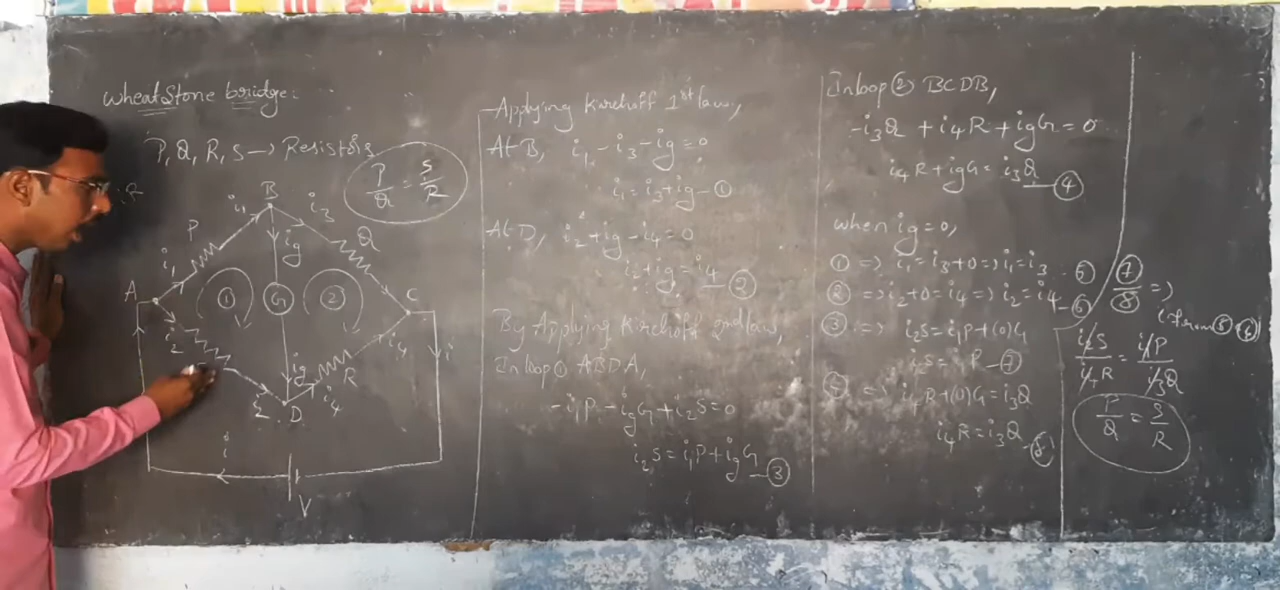 Wheatstone bridge:
P, Q, R, S → Resistors
P/Q = S/R
B
i₁
i₃
P
ig
Q
i₁
A
①
G
②
C
i₂
i₄
i
ig
R
i₂
D
i₄
i
V
Applying Kirchoff 1st law,
At B, i₁ - i₃ - ig = 0
i₁ = i₃ + ig - ①
At D, i₂ + ig - i₄ = 0
i₂ + ig = i₄ - ②
By Applying Kirchoff 2nd law,
In loop ① ABDA,
-i₁P - igG + i₂S = 0
i₂S = i₁P + igG - ③
In loop ② BCDB,
-i₃Q + i₄R + igG = 0
i₄R + igG = i₃Q - ④
when ig = 0,
① => i₁ = i₃ + 0 => i₁ = i₃ - ⑤
② => i₂ + 0 = i₄ => i₂ = i₄ - ⑥
③ => i₂S = i₁P + (0)G
i₂S = R - ⑦
④ => i₄R + (0)G = i₃Q
i₄R = i₃Q - ⑧
⑦/⑧ =>
(from ⑤ ⑥)
i₂S/i₄R = i₁P/i₃Q
P/Q = S/R